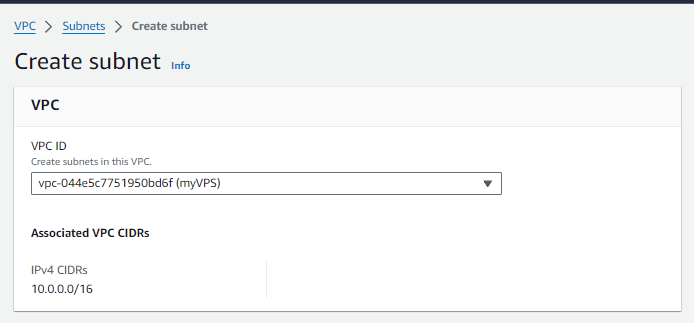 VPC > Subnets > Create subnet
Create subnet Info
VPC
VPC ID
Create subnets in this VPC.
vpc-044e5c7751950bd6f (myVPS)
Associated VPC CIDRs
IPv4 CIDRs
10.0.0.0/16